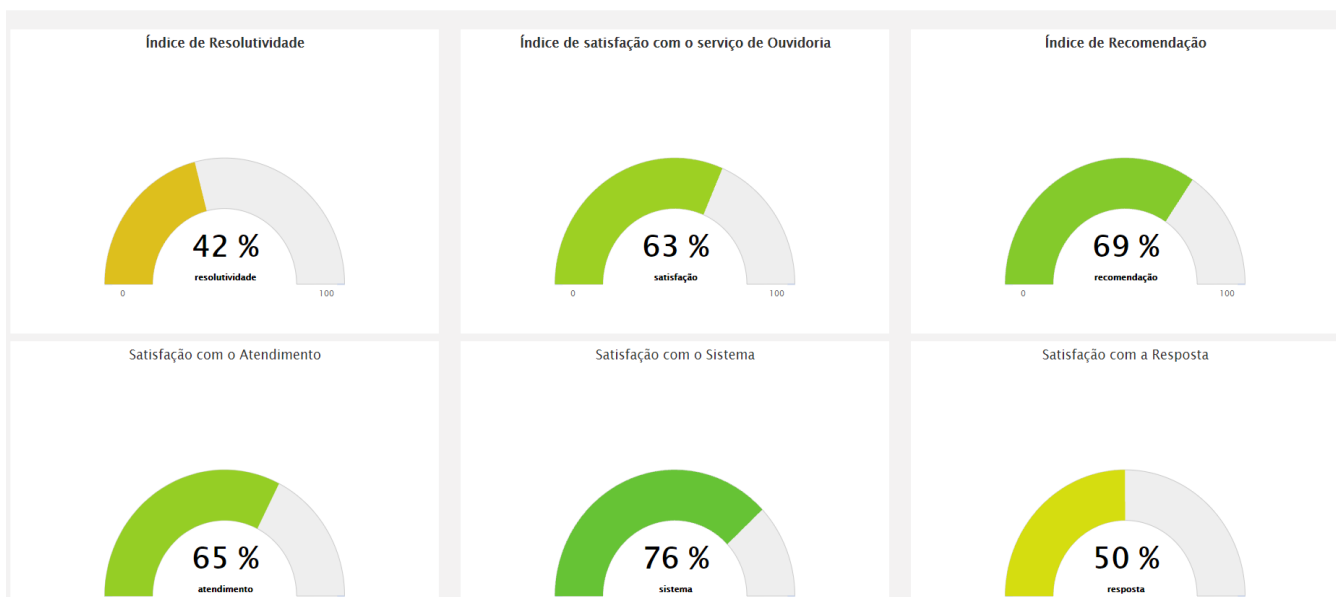 Índice de Resolutividade
Índice de satisfação com o serviço de Ouvidoria
Índice de Recomendação
42 %
resolutividade
0
100
63 %
satisfação
0
100
69 %
recomendação
0
100
Satisfação com o Atendimento
Satisfação com o Sistema
Satisfação com a Resposta
65 %
atendimento
76 %
sistema
50 %
resposta